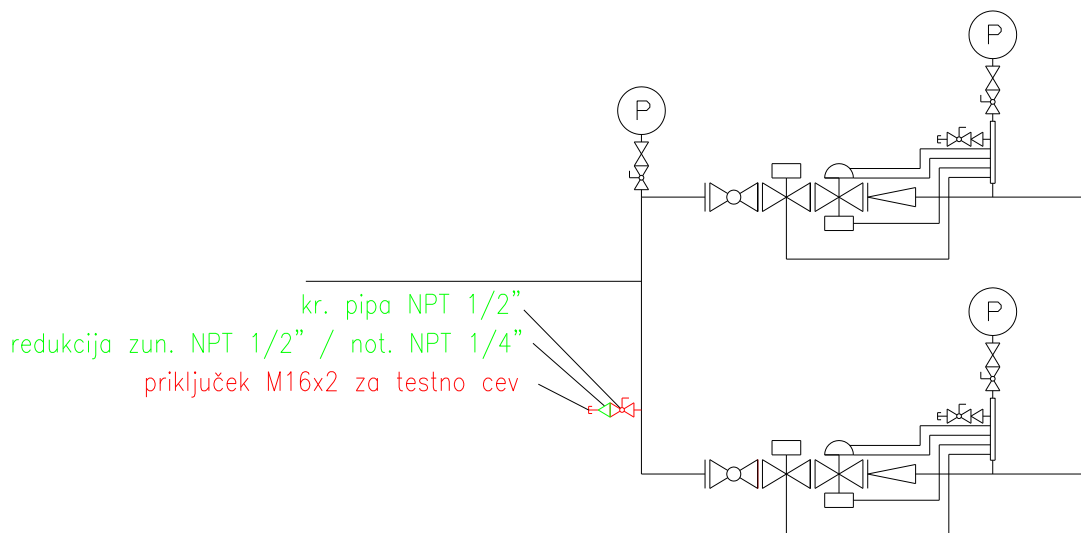 P
P
kr. pipa NPT 1/2"
P
redukcija zun. NPT 1/2" / not. NPT 1/4"
priključek M16x2 za testno cev